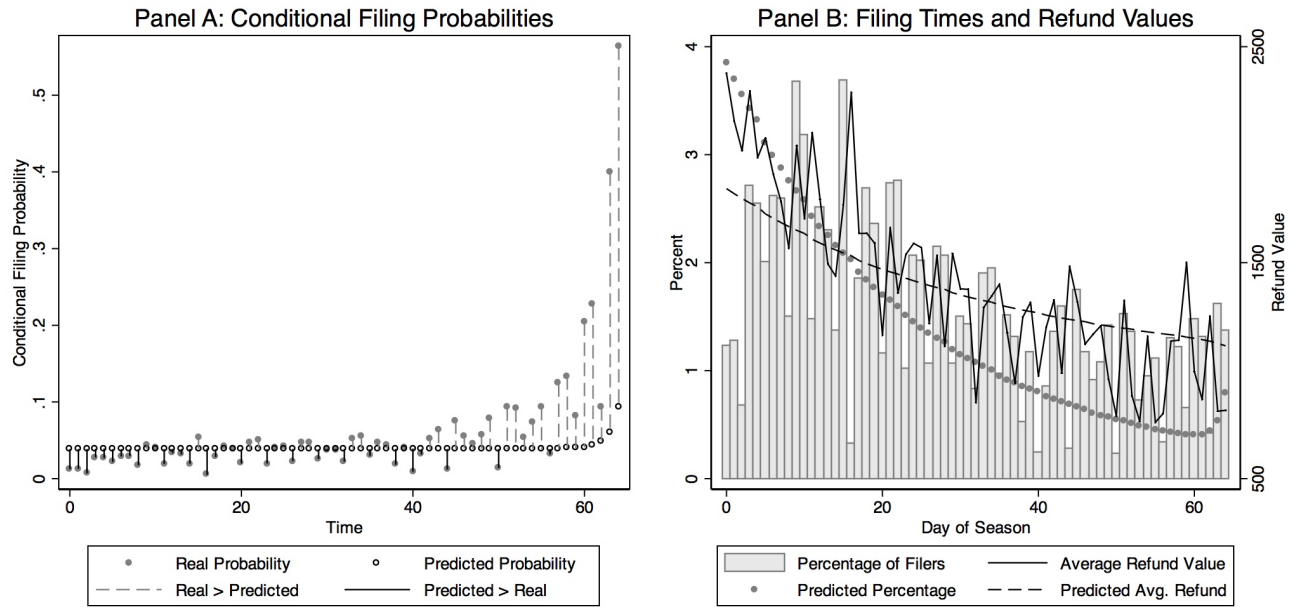 Panel A: Conditional Filing Probabilities
Conditional Filing Probability
.5
.4
.3
.2
.1
0
0 20 40 60
Time
Real Probability Predicted Probability
Real > Predicted Predicted > Real
Panel B: Filing Times and Refund Values
Percent
4
3
2
1
0
2500
1500
500
Refund Value
0 20 40 60
Day of Season
Percentage of Filers Average Refund Value
Predicted Percentage Predicted Avg. Refund